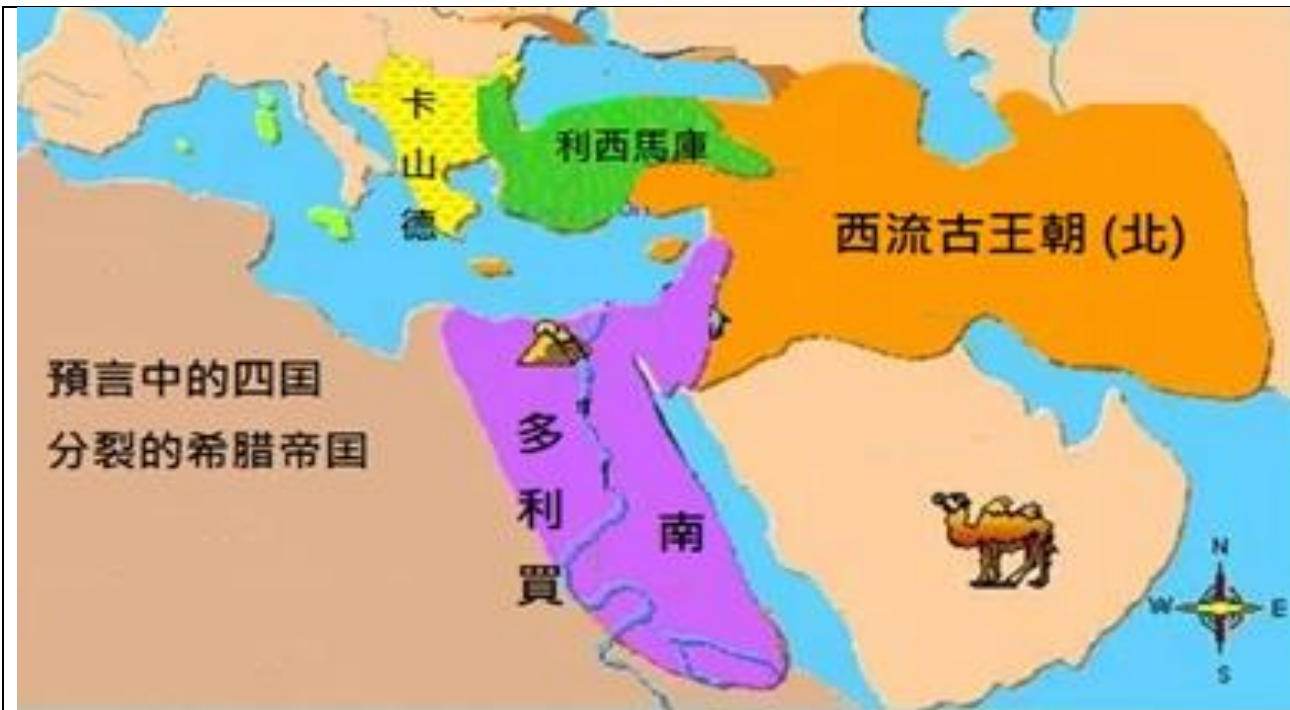 卡山德
利西馬庫
西流古王朝 (北)
預言中的四国
分裂的希腊帝国
多利買
南
N
W
E
S